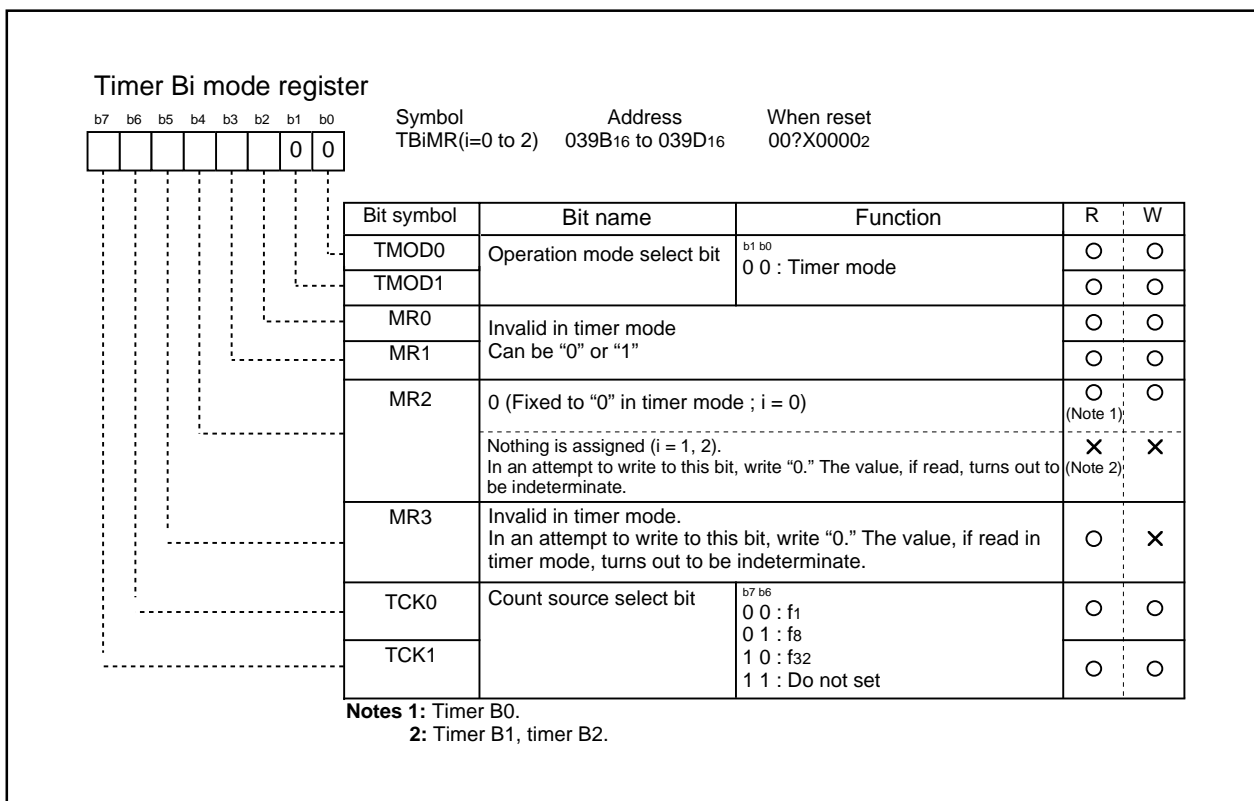 Timer Bi mode register
b7 b6 b5 b4 b3 b2 b1 b0
0 0
Symbol Address When reset
TBiMR(i=0 to 2) 039B16 to 039D16 00?X00002
Bit symbol Bit name Function R W
TMOD0 Operation mode select bit b1 b0
0 0 : Timer mode
TMOD1
MR0 Invalid in timer mode
MR1 Can be “0” or “1”
MR2 0 (Fixed to “0” in timer mode ; i = 0) (Note 1)
Nothing is assigned (i = 1, 2).
In an attempt to write to this bit, write “0.” The value, if read, turns out to (Note 2)
be indeterminate.
MR3 Invalid in timer mode.
In an attempt to write to this bit, write “0.” The value, if read in
timer mode, turns out to be indeterminate.
TCK0 Count source select bit b7 b6
0 0 : f1
0 1 : f8
TCK1 1 0 : f32
1 1 : Do not set
Notes 1: Timer B0.
2: Timer B1, timer B2.